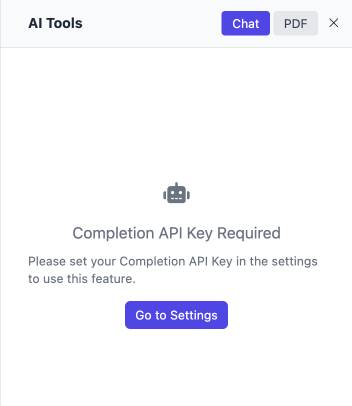 AI Tools Chat PDF
Completion API Key Required
Please set your Completion API Key in the settings
to use this feature.
Go to Settings